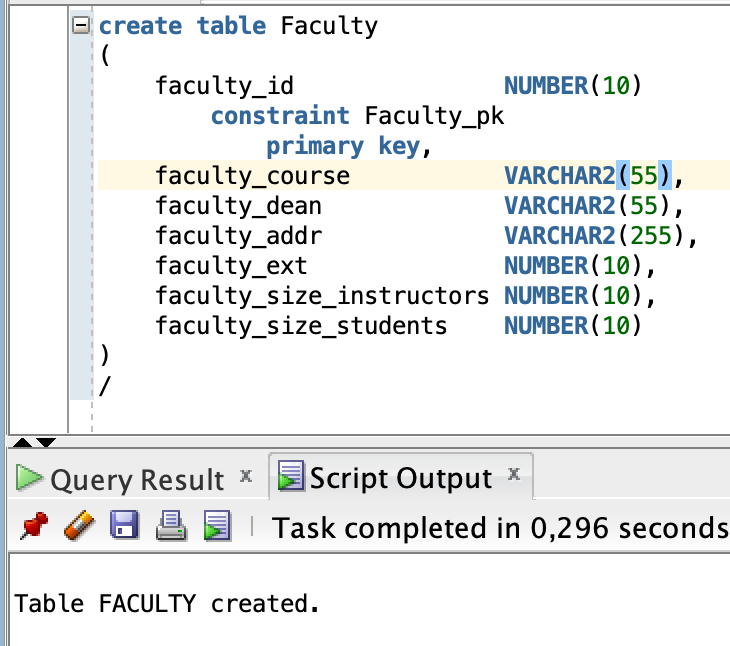 create table Faculty
(
    faculty_id               NUMBER(10)
        constraint Faculty_pk
            primary key,
    faculty_course           VARCHAR2(55),
    faculty_dean             VARCHAR2(55),
    faculty_addr             VARCHAR2(255),
    faculty_ext              NUMBER(10),
    faculty_size_instructors NUMBER(10),
    faculty_size_students    NUMBER(10)
)
/
Query Result x Script Output x
Task completed in 0,296 seconds
Table FACULTY created.